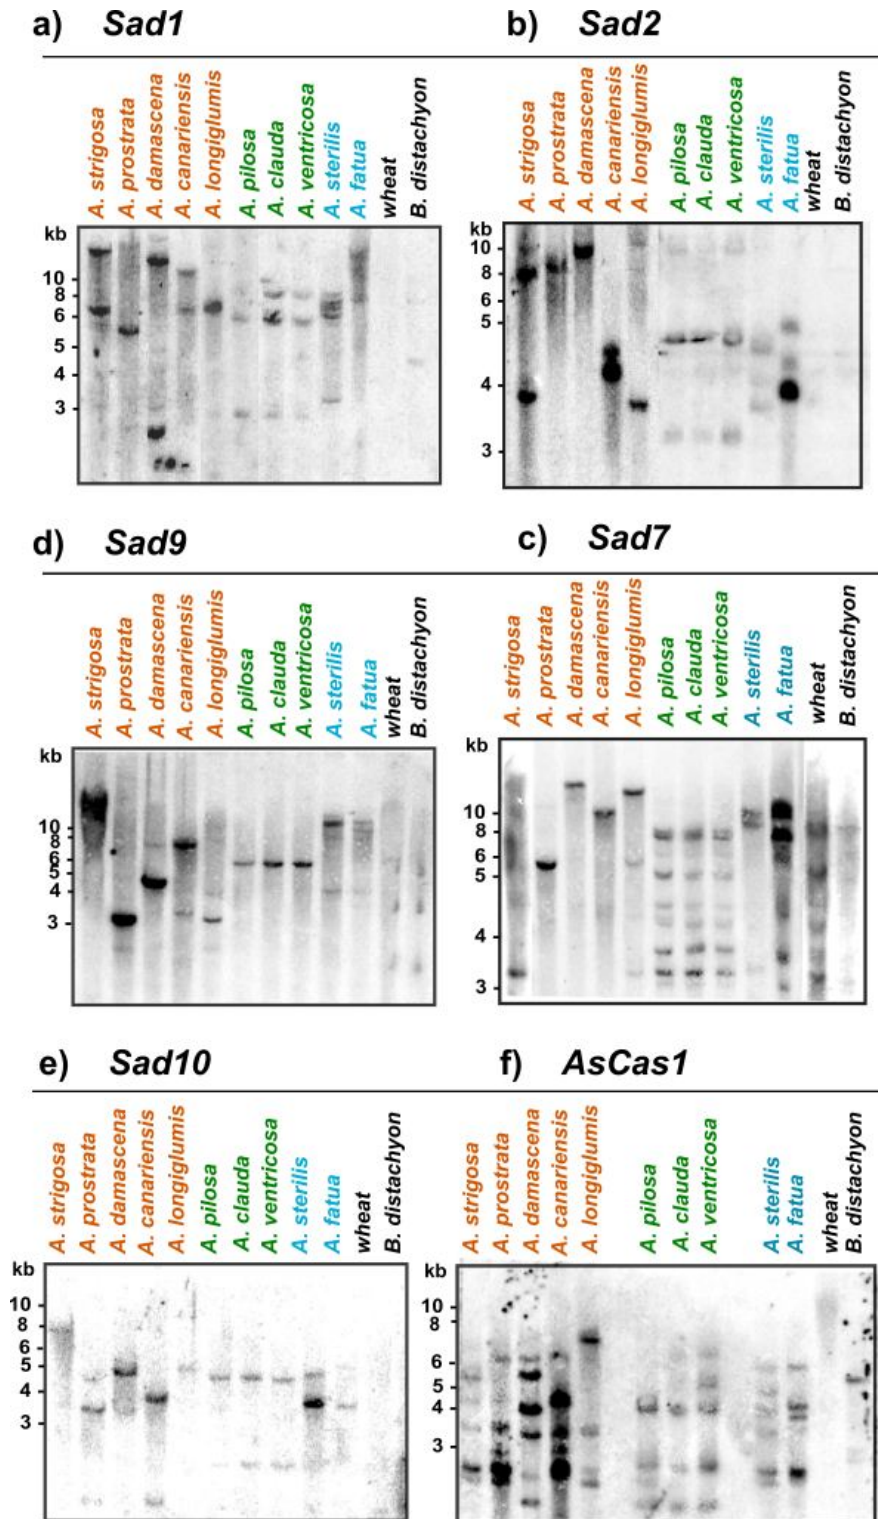 a) Sad1
A. strigosa
A. prostrata
A. damascena
A. canariensis
A. longiglumis
A. pilosa
A. clauda
A. ventricosa
A. sterilis
A. fatua
wheat
B. distachyon
kb
10
8
6
5
4
3
b) Sad2
A. strigosa
A. prostrata
A. damascena
A. canariensis
A. longiglumis
A. pilosa
A. clauda
A. ventricosa
A. sterilis
A. fatua
wheat
B. distachyon
kb
10
8
6
5
4
3
d) Sad9
A. strigosa
A. prostrata
A. damascena
A. canariensis
A. longiglumis
A. pilosa
A. clauda
A. ventricosa
A. sterilis
A. fatua
wheat
B. distachyon
kb
10
8
6
5
4
3
c) Sad7
A. strigosa
A. prostrata
A. damascena
A. canariensis
A. longiglumis
A. pilosa
A. clauda
A. ventricosa
A. sterilis
A. fatua
wheat
B. distachyon
kb
10
8
6
5
4
3
e) Sad10
A. strigosa
A. prostrata
A. damascena
A. canariensis
A. longiglumis
A. pilosa
A. clauda
A. ventricosa
A. sterilis
A. fatua
wheat
B. distachyon
kb
10
8
6
5
4
3
f) AsCas1
A. strigosa
A. prostrata
A. damascena
A. canariensis
A. longiglumis
A. pilosa
A. clauda
A. ventricosa
A. sterilis
A. fatua
wheat
B. distachyon
kb
10
8
6
5
4
3